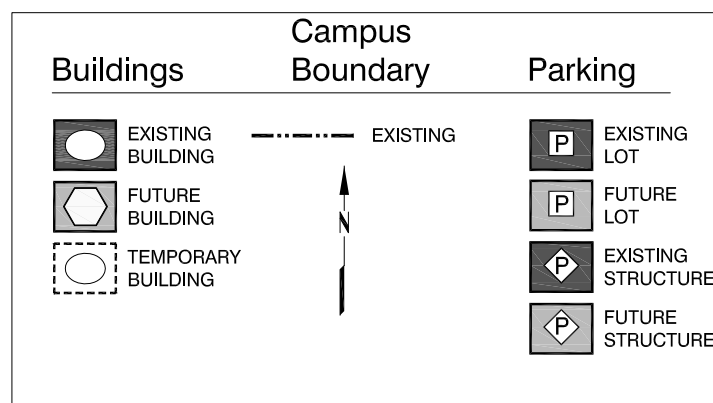 Campus
Buildings Boundary Parking
EXISTING
BUILDING
FUTURE
BUILDING
TEMPORARY
BUILDING
EXISTING
N
P EXISTING
LOT
P FUTURE
LOT
P EXISTING
STRUCTURE
P FUTURE
STRUCTURE